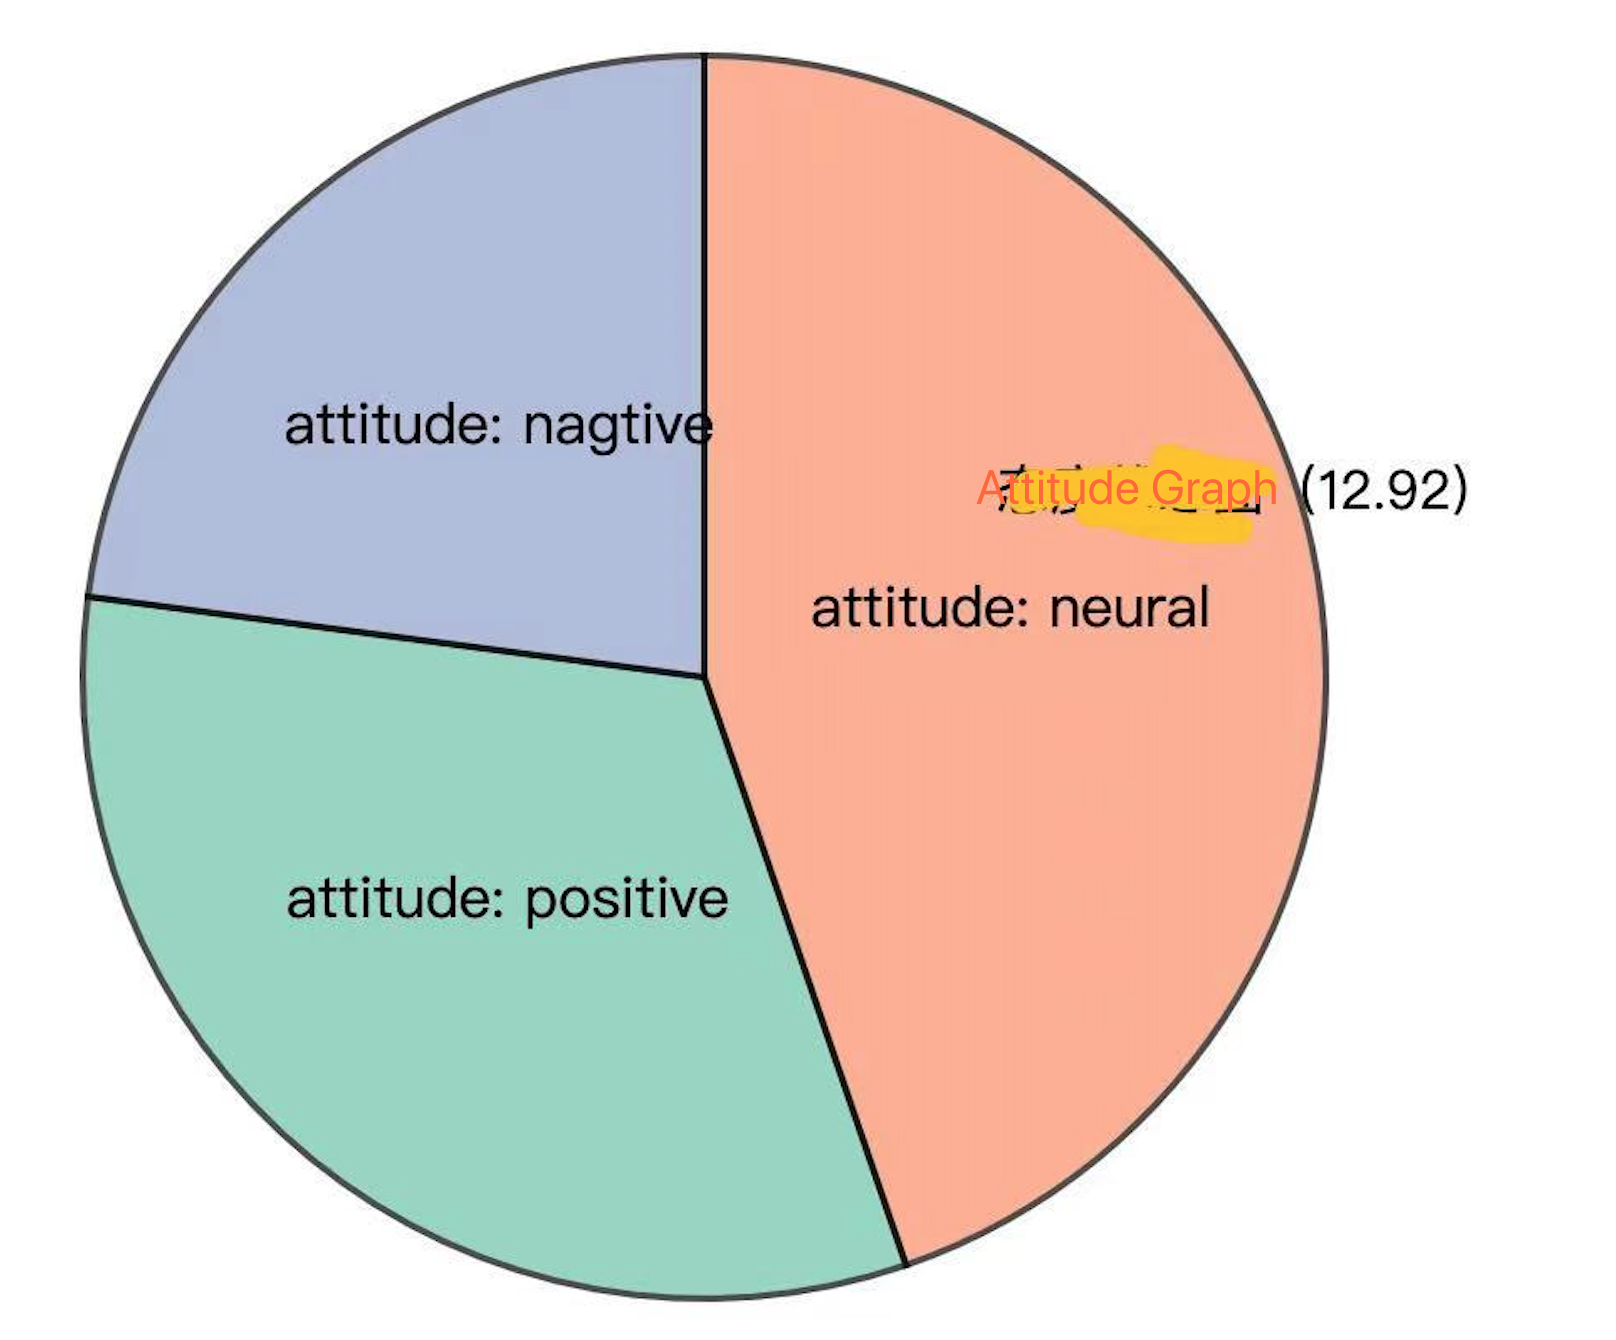 attitude: nagtive
Attitude Graph (12.92)
attitude: neural
attitude: positive